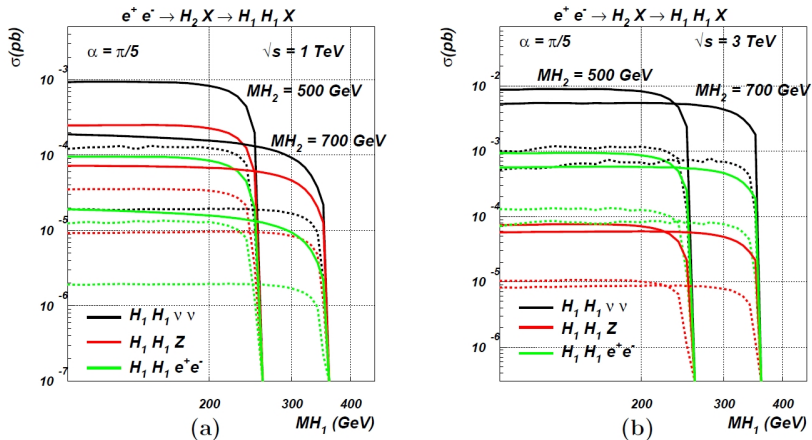 e⁺ e⁻ → H₂ X → H₁ H₁ X
σ(pb)
α = π/5
√s = 1 TeV
10⁻³
MH₂ = 500 GeV
MH₂ = 700 GeV
10⁻⁴
10⁻⁵
10⁻⁶
H₁ H₁ ν ν
H₁ H₁ Z
H₁ H₁ e⁺e⁻
10⁻⁷
200 300 400
MH₁ (GeV)
(a)
e⁺ e⁻ → H₂ X → H₁ H₁ X
σ(pb)
α = π/5
√s = 3 TeV
10⁻²
MH₂ = 500 GeV
MH₂ = 700 GeV
10⁻³
10⁻⁴
10⁻⁵
10⁻⁶
H₁ H₁ ν ν
H₁ H₁ Z
H₁ H₁ e⁺e⁻
200 300 400
MH₁ (GeV)
(b)